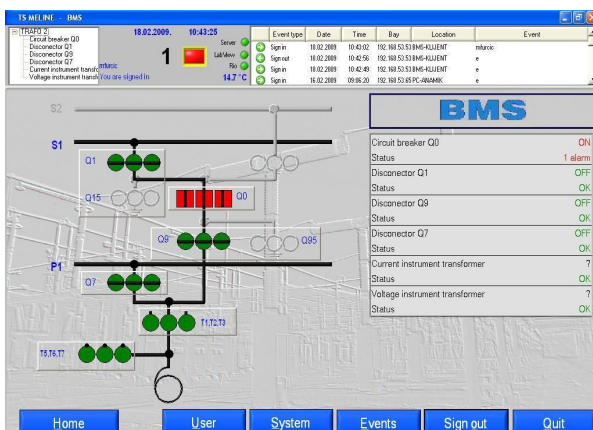 TS MELINE - BMS
TRAFO 2
Circuit breaker Q0
Disconector Q1
Disconector Q9
Disconector Q7
Current instrument transfo
Voltage instrument transfo
18.02.2009. 10:43:25
Server
1
LabView
mfurcic
Rio
You are signed in
14.7 °C
Event type Date Time Bay Location Event
Sign in 18.02.2009 10:43:02 192.168.53.53 BMS-KLIJENT mfurcic
Sign out 18.02.2009 10:42:56 192.168.53.53 BMS-KLIJENT e
Sign in 18.02.2009 10:42:49 192.168.53.53 BMS-KLIJENT e
Sign in 16.02.2009 09:06:20 192.168.53.65 PC-ANAMIK e
S2
S1
Q1
Q15
Q0
Q9
Q95
P1
Q7
T1,T2,T3
T5,T6,T7
BMS
Circuit breaker Q0 ON
Status 1 alarm
Disconector Q1 OFF
Status OK
Disconector Q9 OFF
Status OK
Disconector Q7 OFF
Status OK
Current instrument transformer ?
Status OK
Voltage instrument transformer ?
Status OK
Home User System Events Sign out Quit